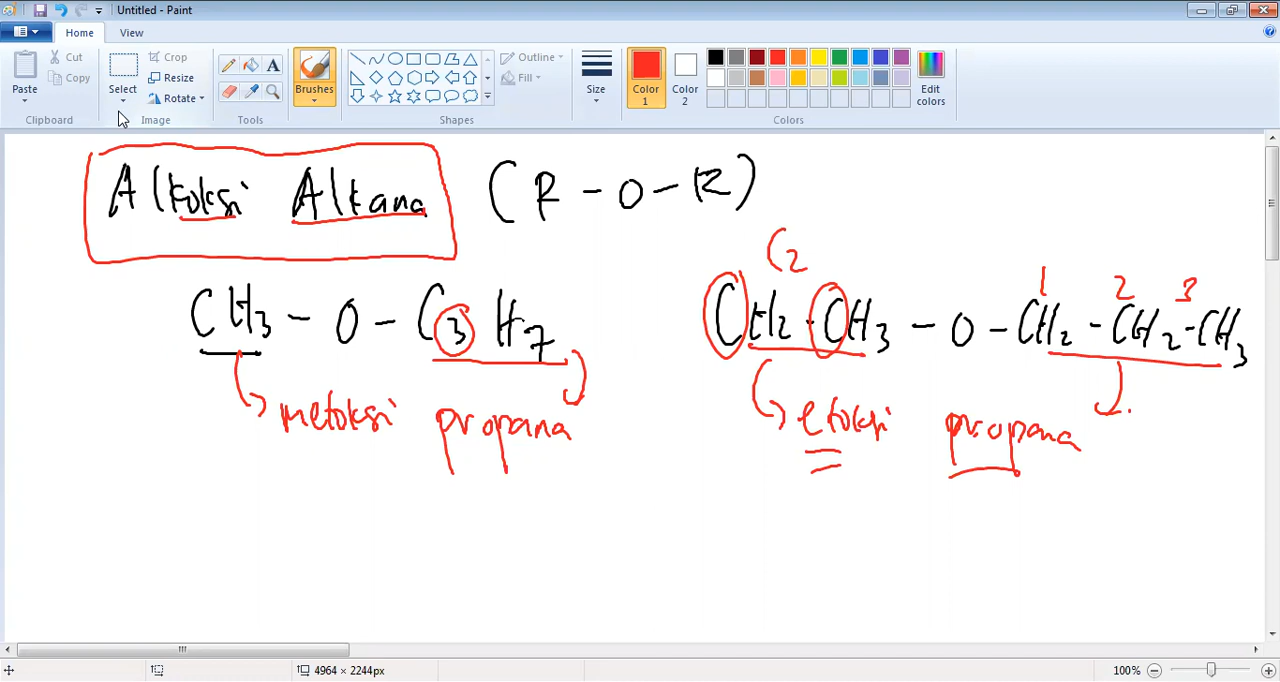 Untitled - Paint
Home View
Paste
Cut
Copy
Clipboard
Select
Crop
Resize
Rotate
Image
Tools
Brushes
Shapes
Outline
Fill
Size
Color 1
Color 2
Edit colors
Colors
Alkoksi Alkana (R - O - R)
C2 1 2 3
CH3 - O - C3H7 CH2 - CH3 - O - CH2 - CH2 - CH3
metoksi propana etoksi propana
4964 × 2244px 100%